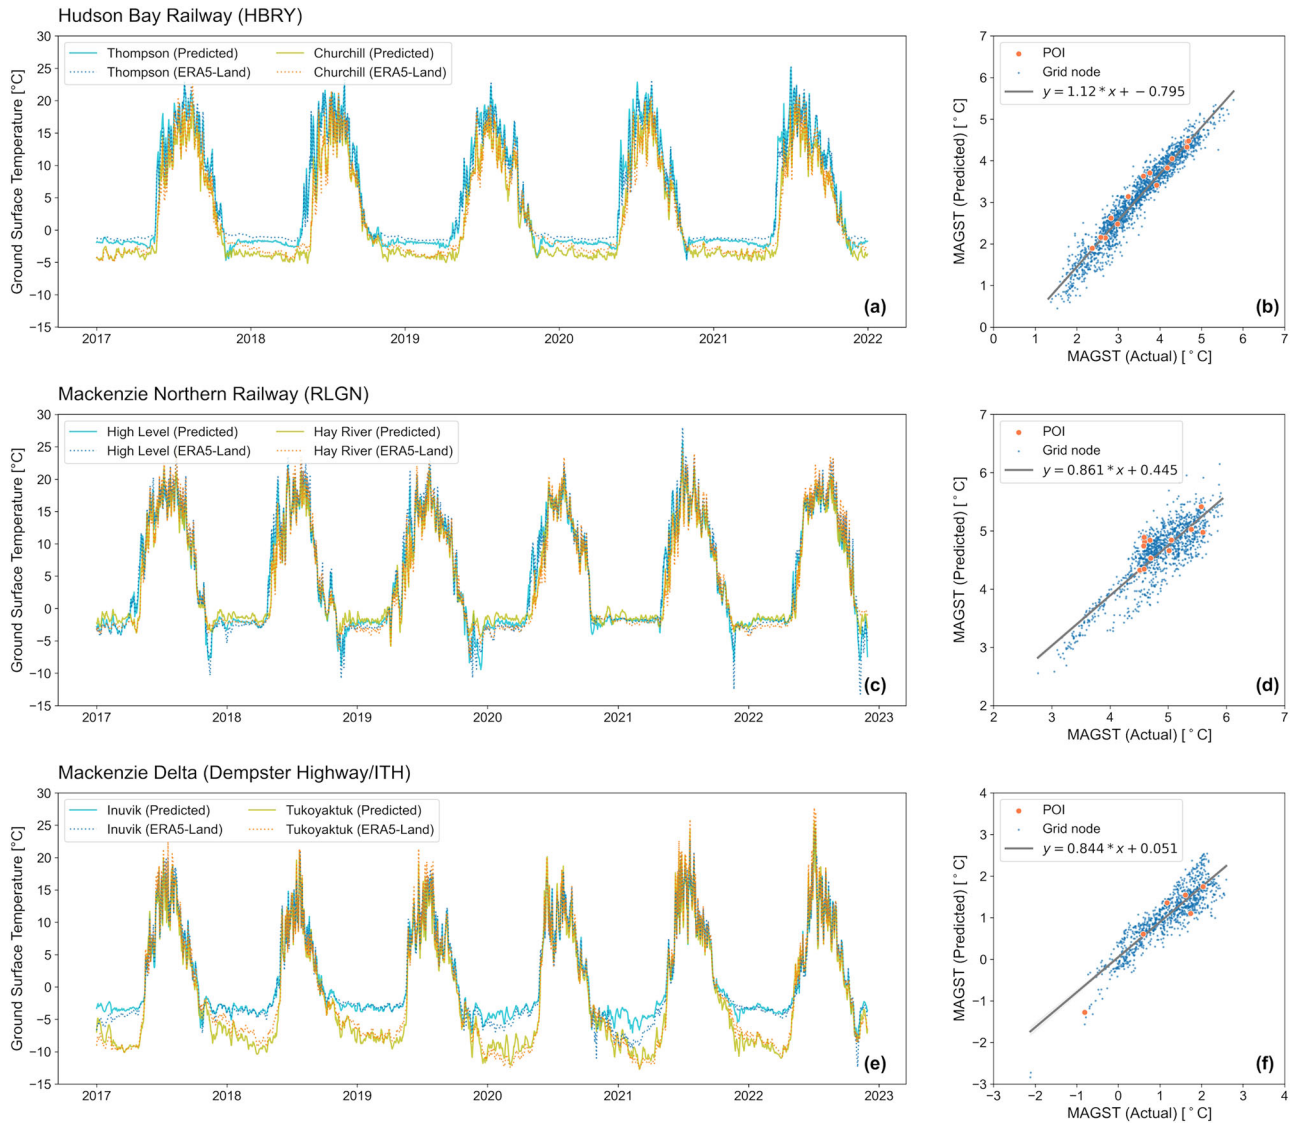 Hudson Bay Railway (HBRY)
Ground Surface Temperature [°C]
30
25
20
15
10
5
0
−5
−10
−15
Thompson (Predicted)
Thompson (ERA5-Land)
Churchill (Predicted)
Churchill (ERA5-Land)
(a)
2017 2018 2019 2020 2021 2022
MAGST (Predicted) [°C]
7
6
5
4
3
2
1
0
POI
Grid node
y = 1.12 * x + − 0.795
(b)
0 1 2 3 4 5 6 7
MAGST (Actual) [°C]
Mackenzie Northern Railway (RLGN)
Ground Surface Temperature [°C]
30
25
20
15
10
5
0
−5
−10
−15
High Level (Predicted)
High Level (ERA5-Land)
Hay River (Predicted)
Hay River (ERA5-Land)
(c)
2017 2018 2019 2020 2021 2022 2023
MAGST (Predicted) [°C]
7
6
5
4
3
2
POI
Grid node
y = 0.861 * x + 0.445
(d)
2 3 4 5 6 7
MAGST (Actual) [°C]
Mackenzie Delta (Dempster Highway/ITH)
Ground Surface Temperature [°C]
30
25
20
15
10
5
0
−5
−10
−15
Inuvik (Predicted)
Inuvik (ERA5-Land)
Tukoyaktuk (Predicted)
Tukoyaktuk (ERA5-Land)
(e)
2017 2018 2019 2020 2021 2022 2023
MAGST (Predicted) [°C]
4
3
2
1
0
−1
−2
−3
POI
Grid node
y = 0.844 * x + 0.051
(f)
−3 −2 −1 0 1 2 3 4
MAGST (Actual) [°C]